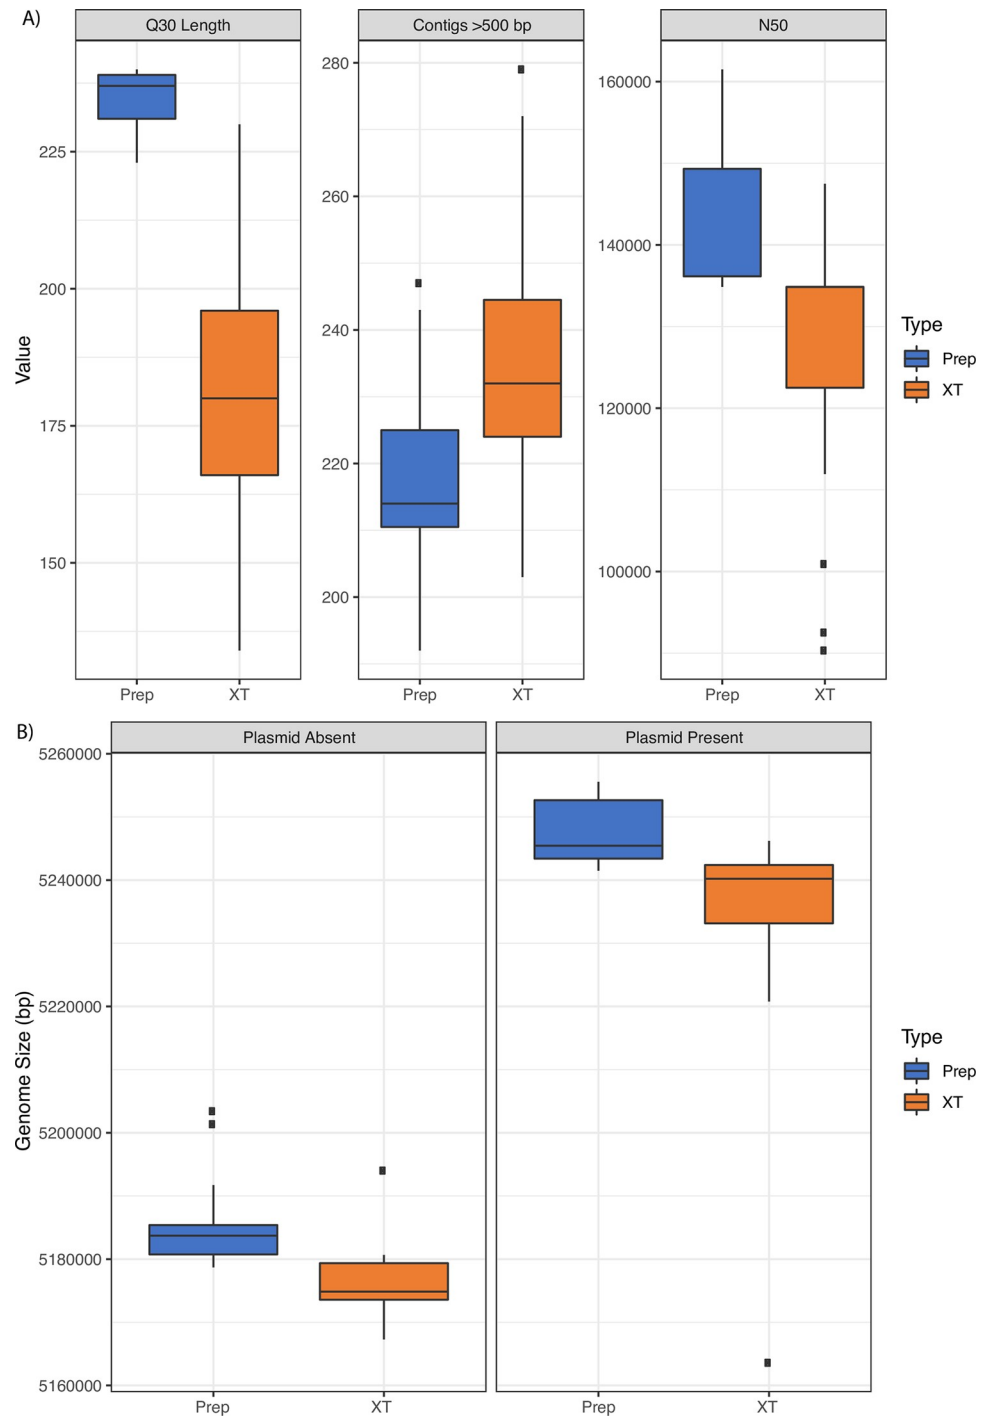 A)
Q30 Length
Contigs >500 bp
N50
Value
225
200
175
150
280
260
240
220
200
160000
140000
120000
100000
Prep
XT
Prep
XT
Prep
XT
Type
Prep
XT
B)
Plasmid Absent
Plasmid Present
Genome Size (bp)
5260000
5240000
5220000
5200000
5180000
5160000
Prep
XT
Prep
XT
Type
Prep
XT